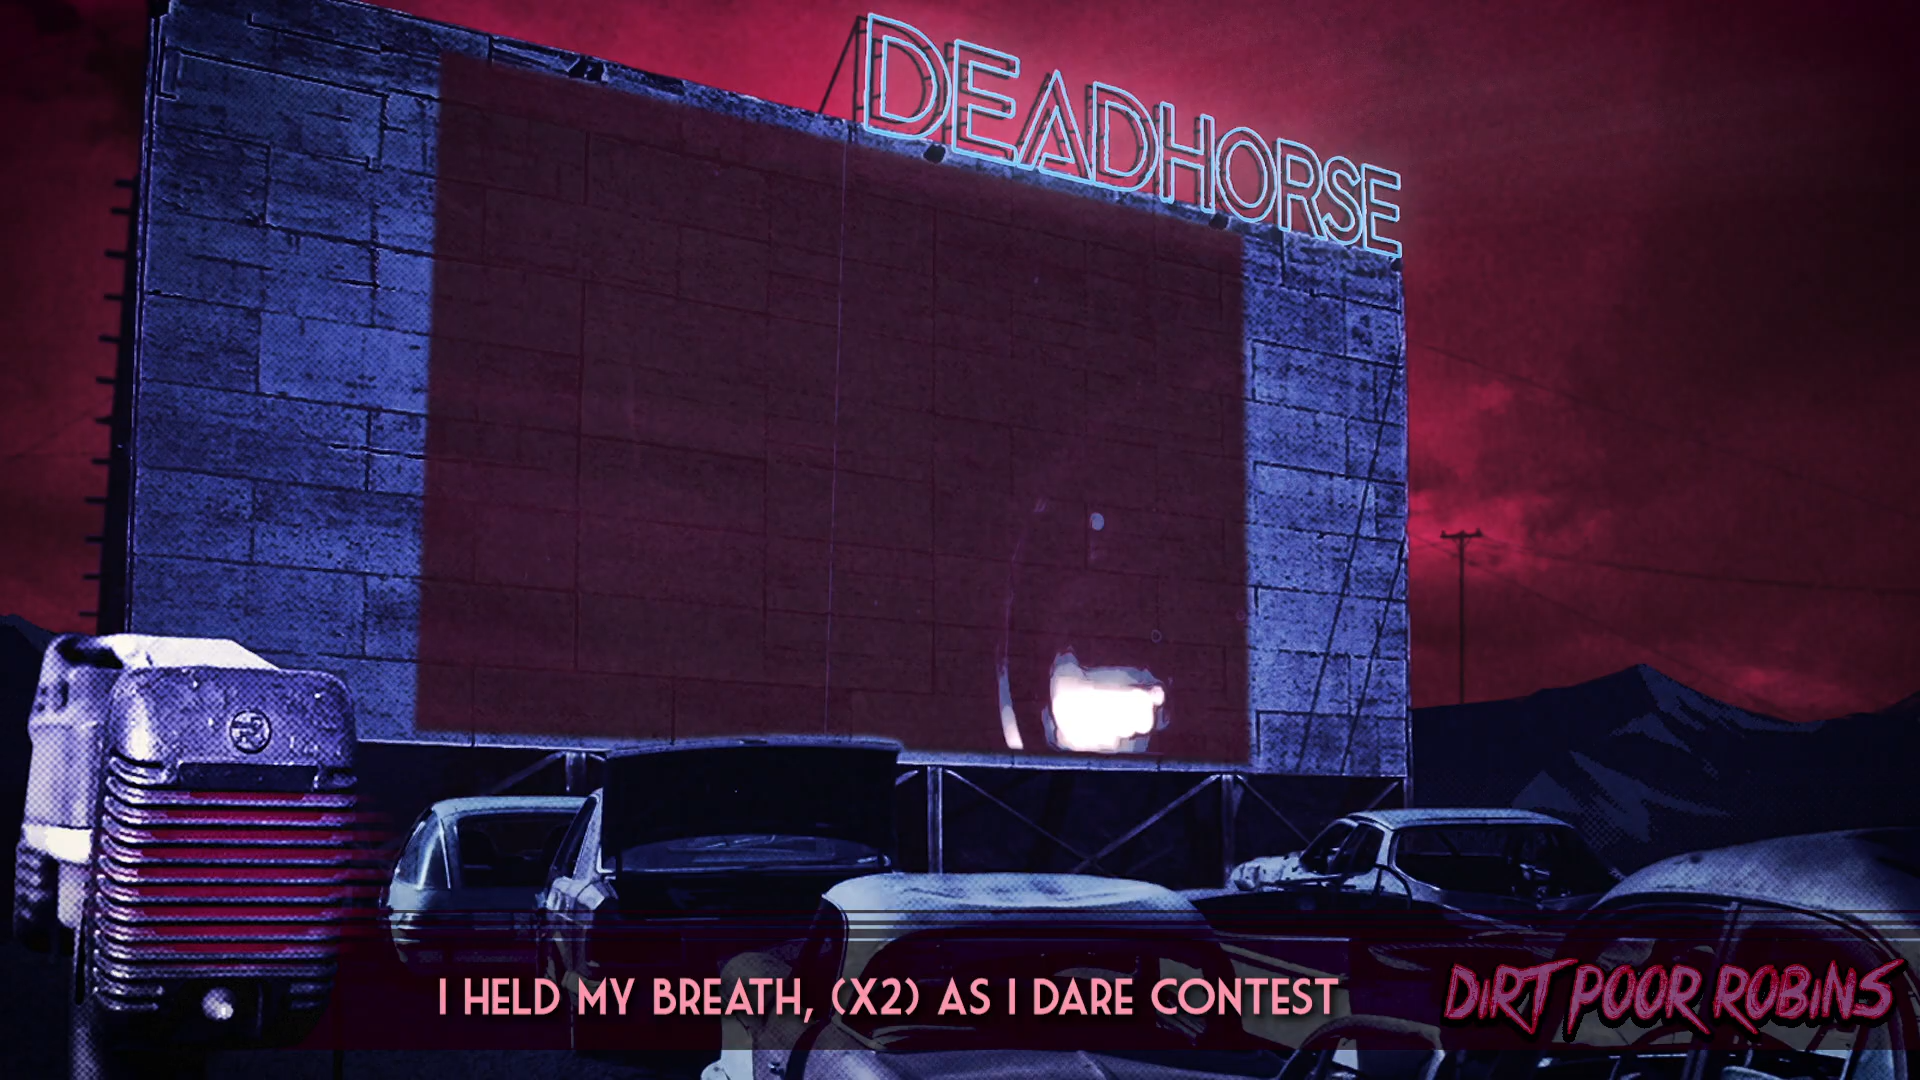 DEADHORSE
I HELD MY BREATH, (X2) AS I DARE CONTEST
DIRT POOR ROBINS